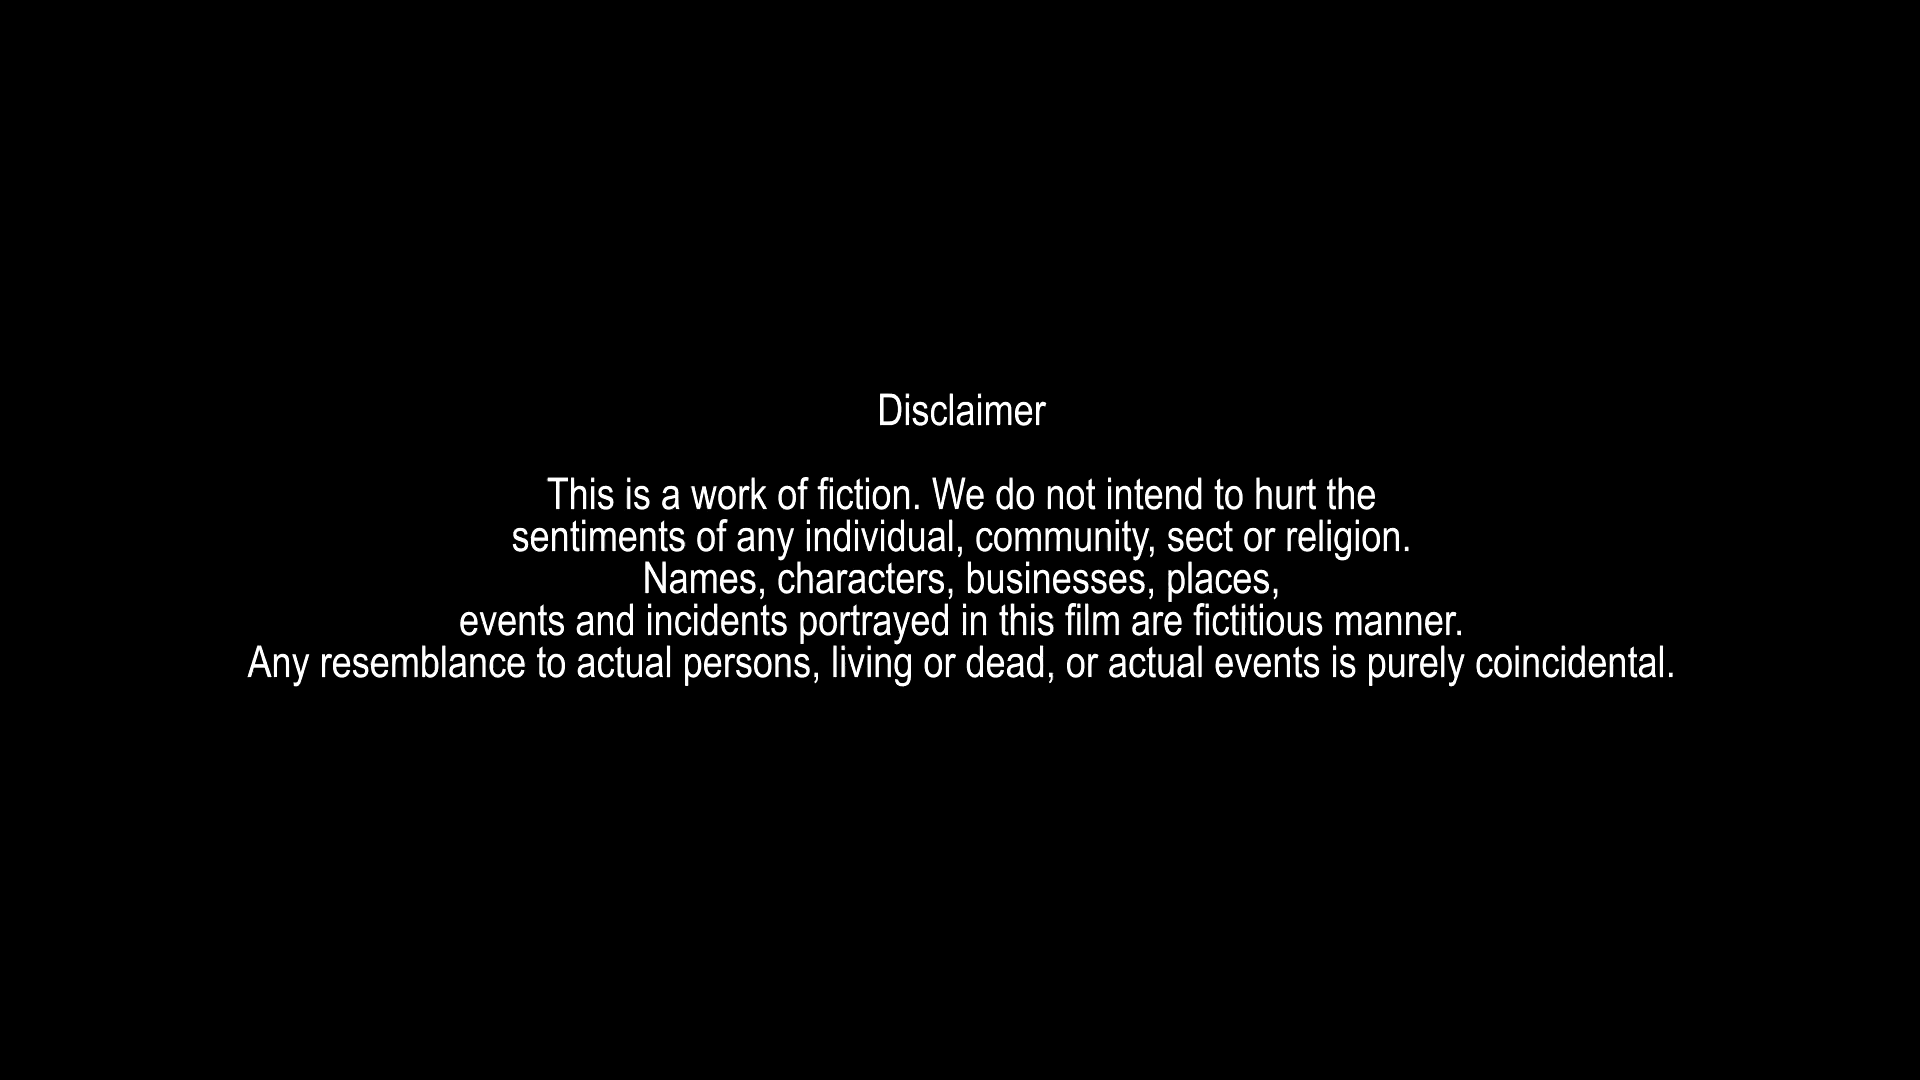 Disclaimer
This is a work of fiction. We do not intend to hurt the
sentiments of any individual, community, sect or religion.
Names, characters, businesses, places,
events and incidents portrayed in this film are fictitious manner.
Any resemblance to actual persons, living or dead, or actual events is purely coincidental.